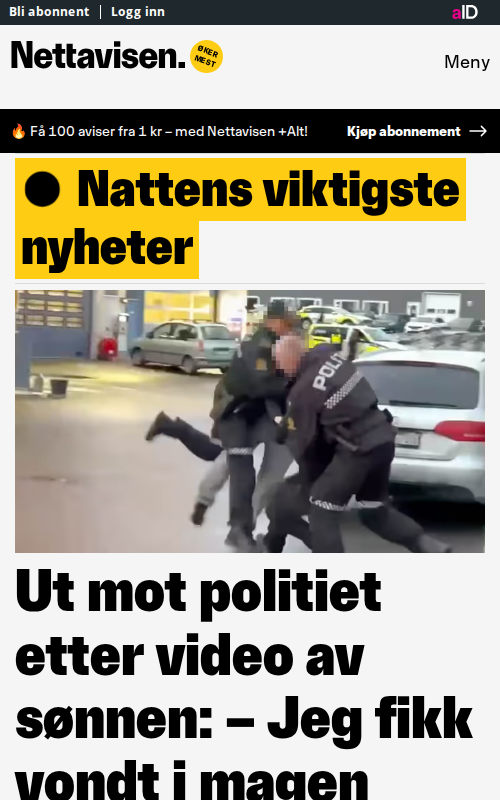 Bli abonnent
Logg inn
aID
Nettavisen.
ØKER
MEST
Meny
🔥 Få 100 aviser fra 1 kr – med Nettavisen +Alt!
Kjøp abonnement →
Nattens viktigste
nyheter
POLITI
Ut mot politiet
etter video av
sønnen: – Jeg fikk
vondt i magen